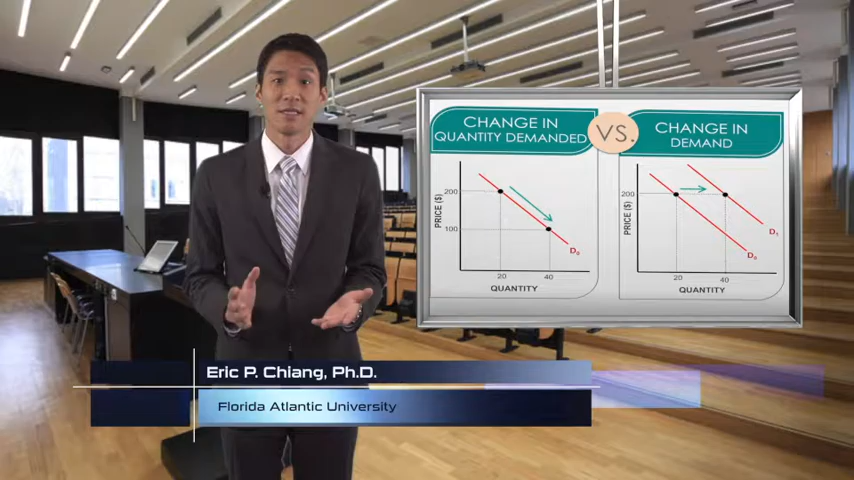 CHANGE IN
QUANTITY DEMANDED
VS.
CHANGE IN
DEMAND
PRICE ($)
200
100
20
40
D₀
QUANTITY
PRICE ($)
200
20
40
D₁
D₀
QUANTITY
Eric P. Chiang, Ph.D.
Florida Atlantic University